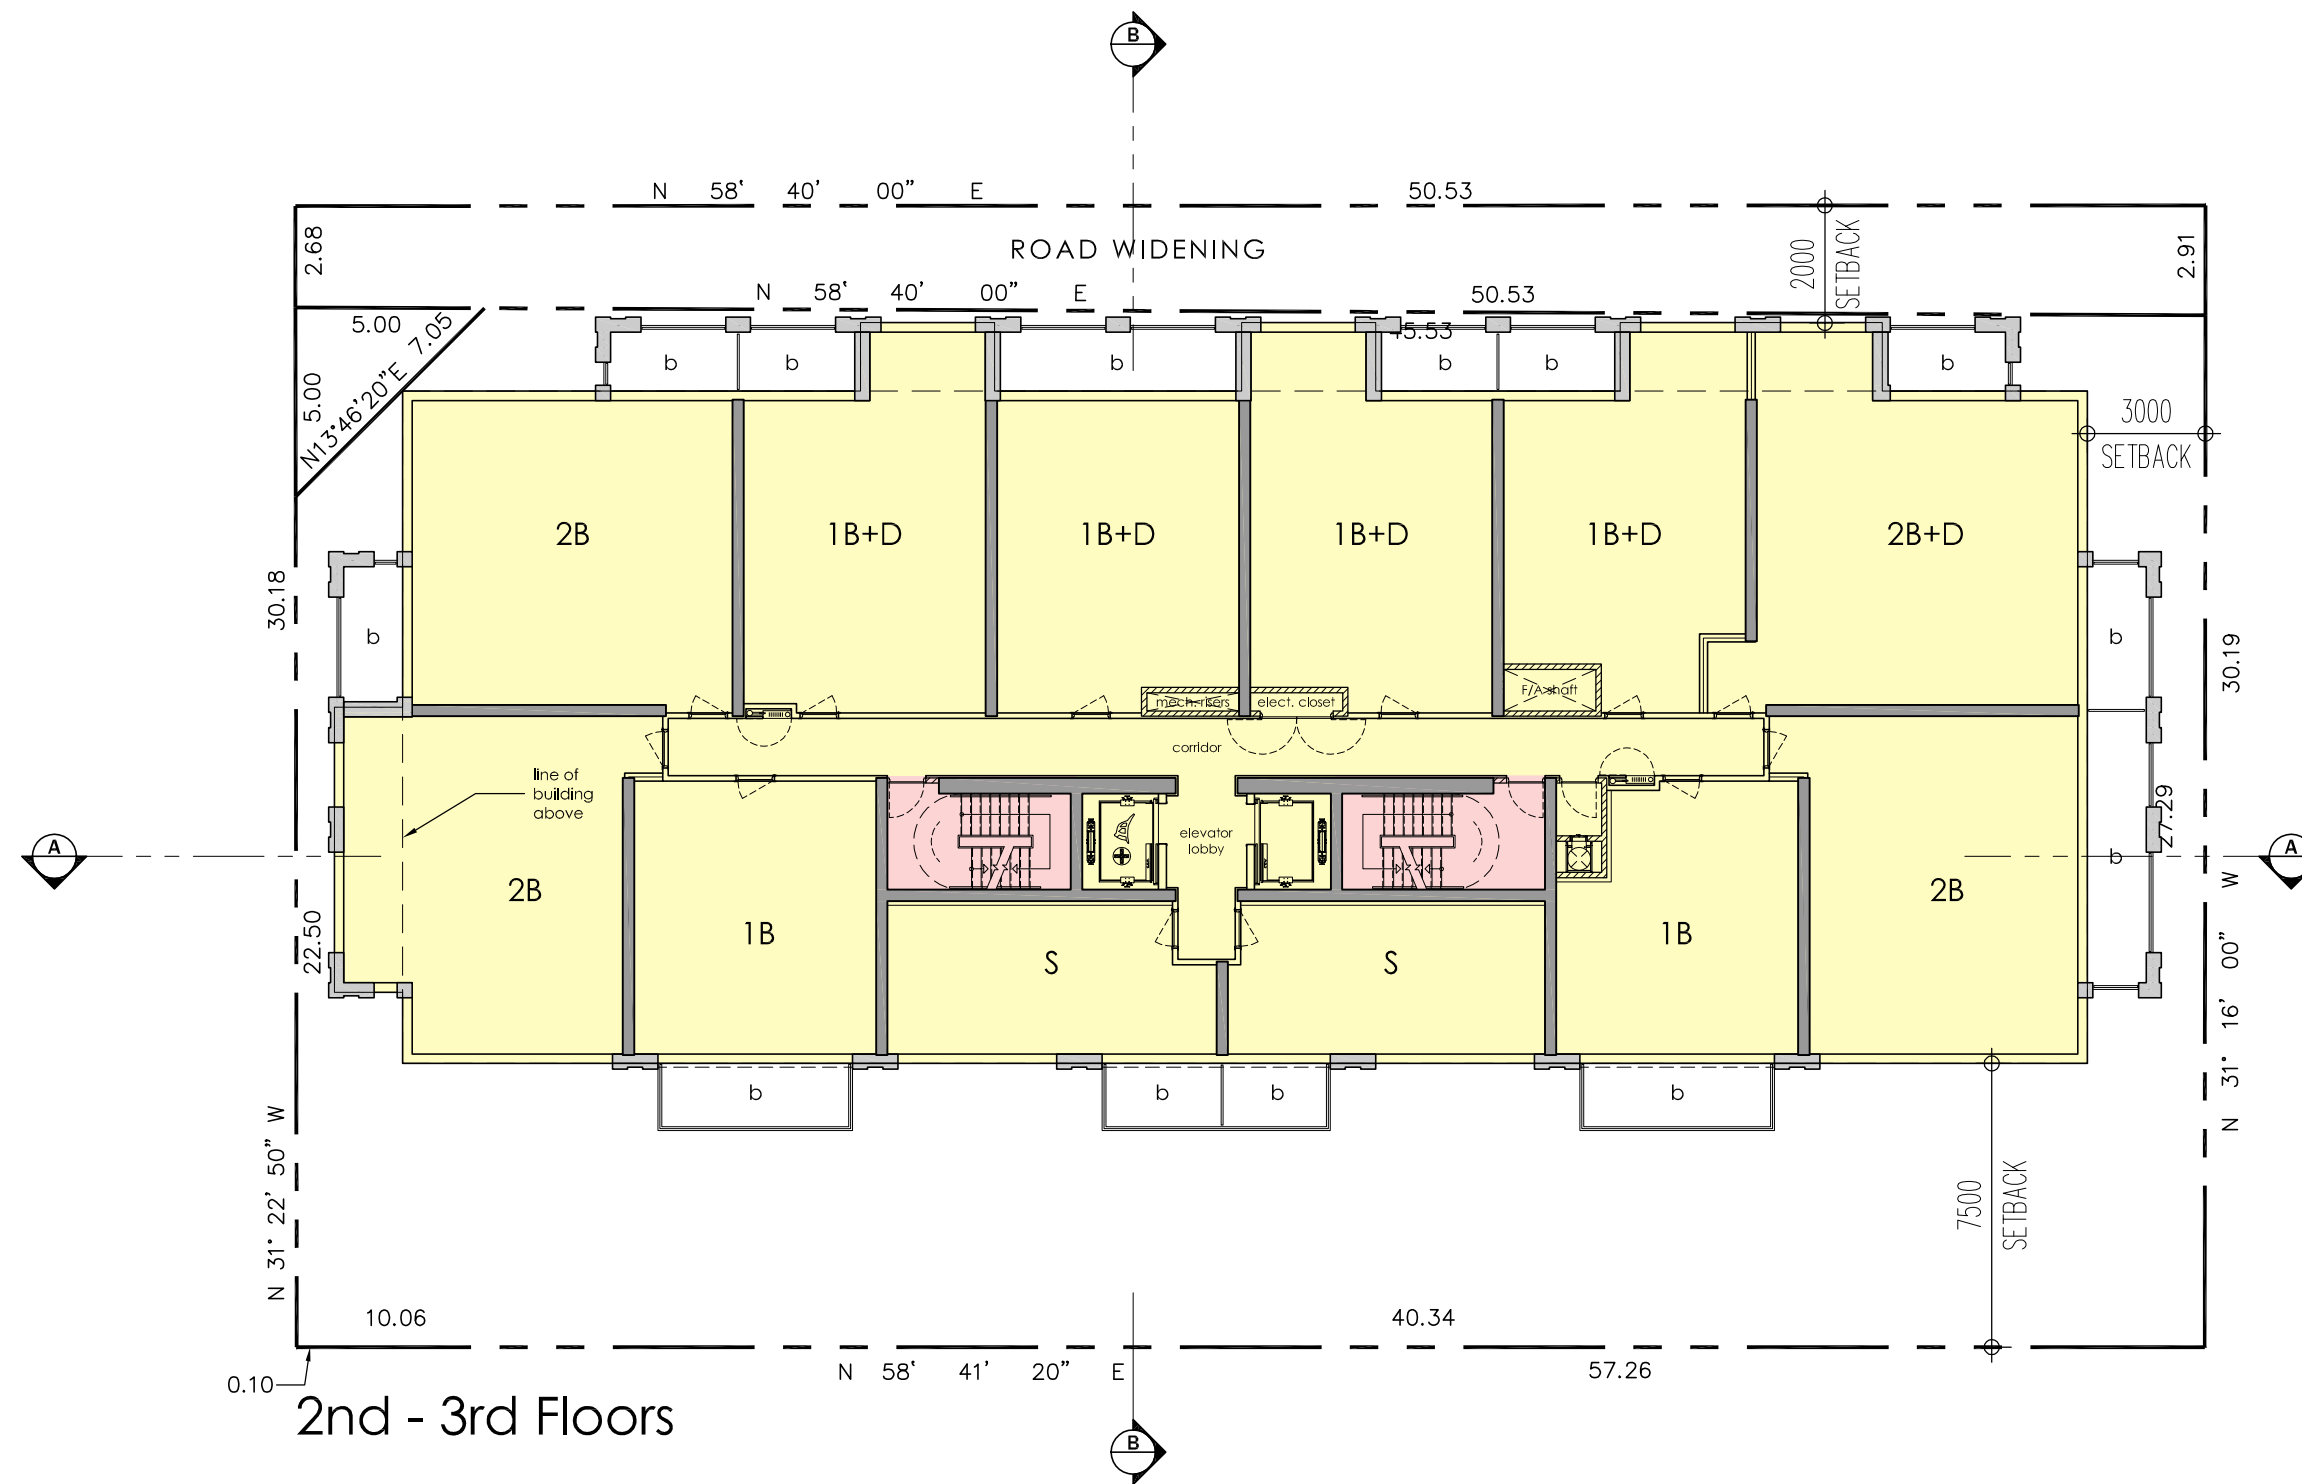 B
N 58' 40' 00" E 50.53
2.68
ROAD WIDENING
2000
SETBACK
2.91
N 58' 40' 00" E 50.53
5.00
7.05
N13°46'20"E
5.00
45.53
b b b b b b
3000
SETBACK
2B 1B+D 1B+D 1B+D 1B+D 2B+D
30.18
b
b
30.19
mech. risers
elect. closet
F/A shaft
corridor
line of
building
above
elevator
lobby
27.29
A
A
b
2B
2B
22.50
1B
S
S
1B
b b b b
N 31° 22' 50" W
N 31° 16' 00" W
7500
SETBACK
10.06
40.34
0.10
N 58' 41' 20" E 57.26
2nd - 3rd Floors
B